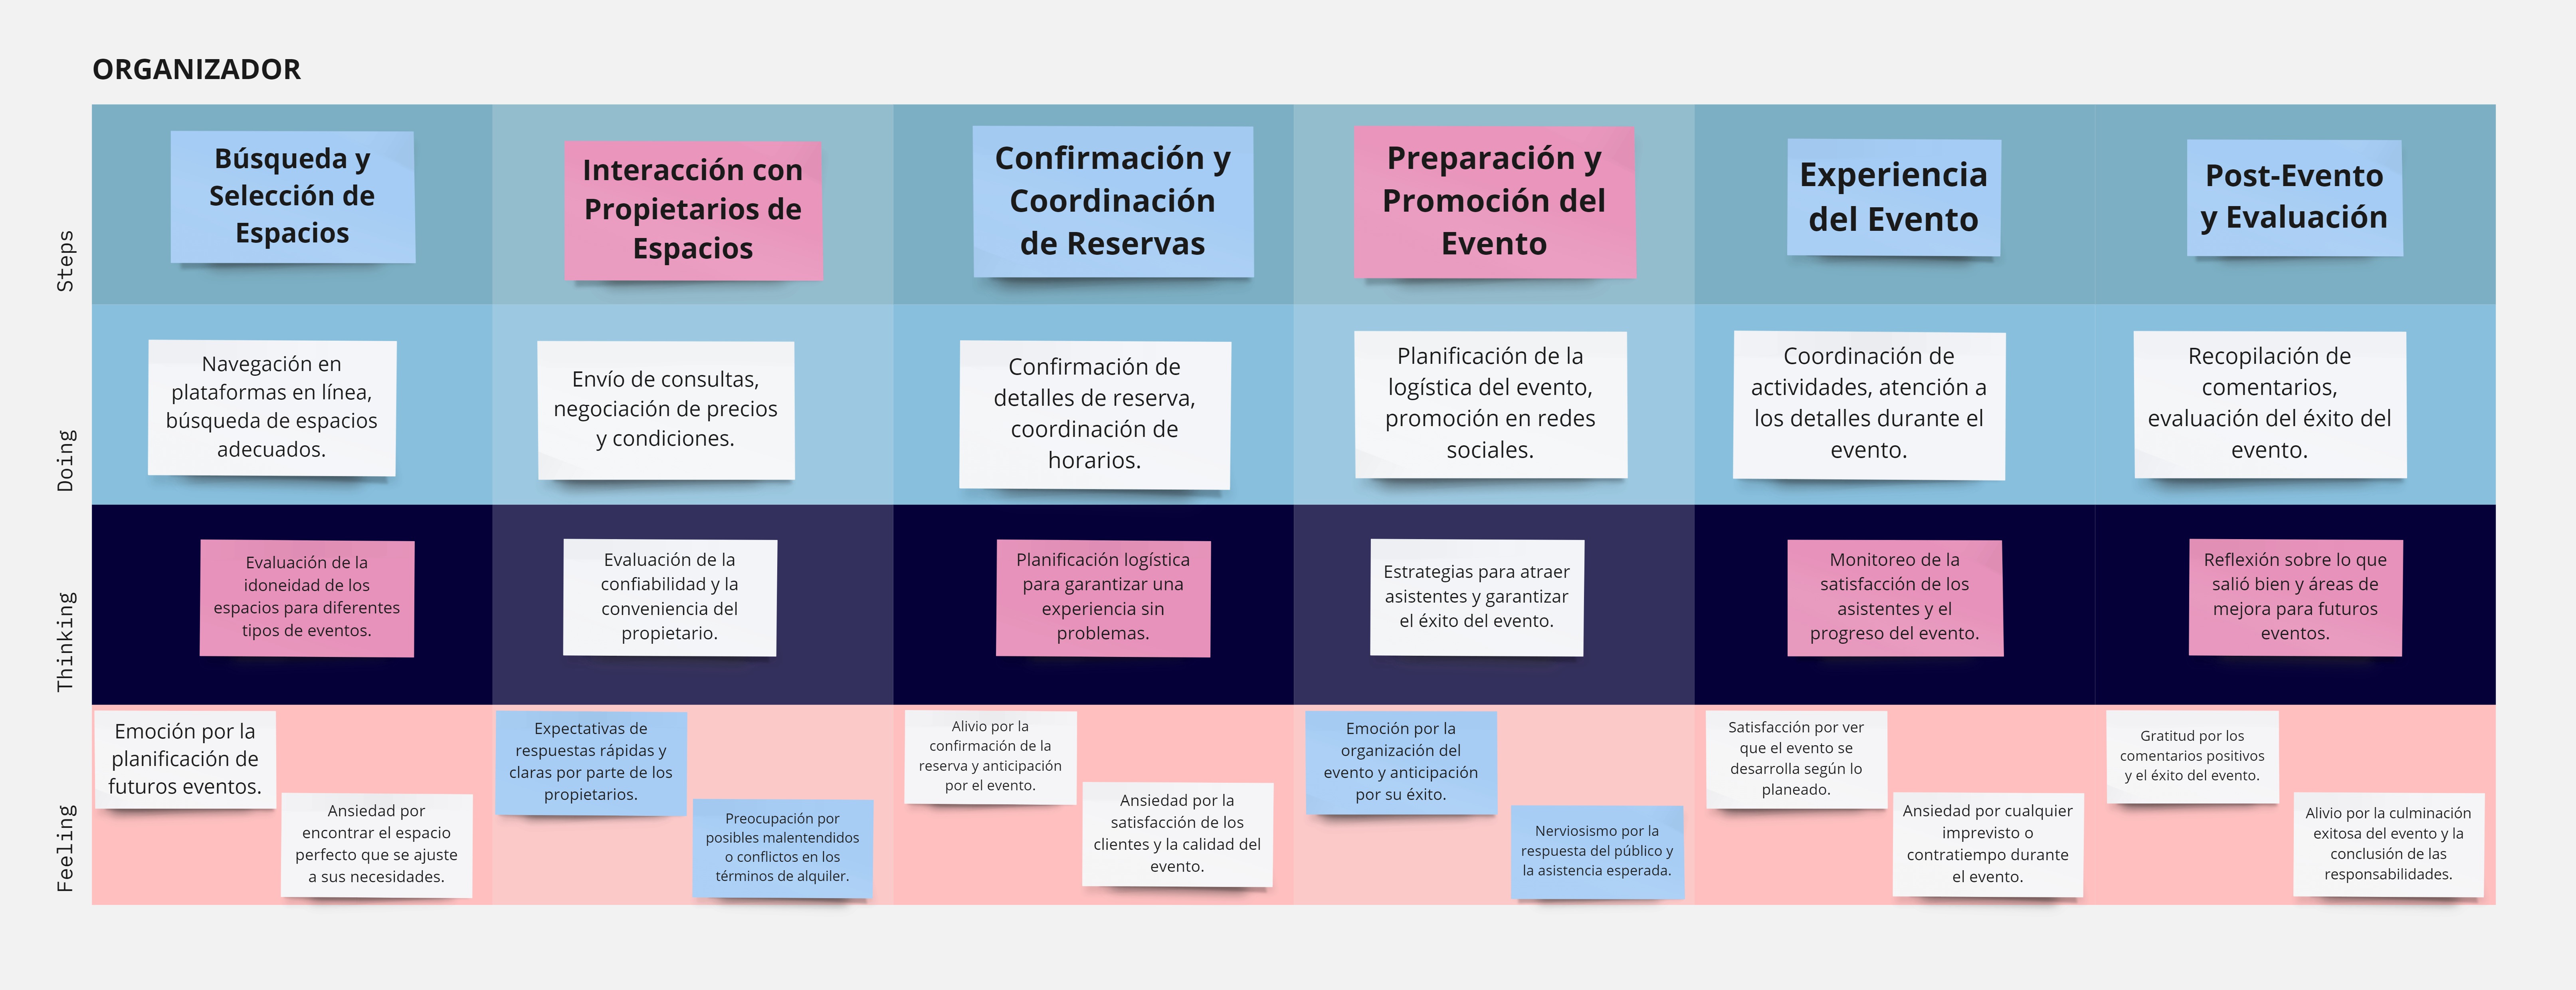 ORGANIZADOR
Steps
Búsqueda y
Selección de
Espacios
Interacción con
Propietarios de
Espacios
Confirmación y
Coordinación
de Reservas
Preparación y
Promoción del
Evento
Experiencia
del Evento
Post-Evento
y Evaluación
Doing
Navegación en
plataformas en línea,
búsqueda de espacios
adecuados.
Envío de consultas,
negociación de precios
y condiciones.
Confirmación de
detalles de reserva,
coordinación de
horarios.
Planificación de la
logística del evento,
promoción en redes
sociales.
Coordinación de
actividades, atención a
los detalles durante el
evento.
Recopilación de
comentarios,
evaluación del éxito del
evento.
Thinking
Evaluación de la
idoneidad de los
espacios para diferentes
tipos de eventos.
Evaluación de la
confiabilidad y la
conveniencia del
propietario.
Planificación logística
para garantizar una
experiencia sin
problemas.
Estrategias para atraer
asistentes y garantizar
el éxito del evento.
Monitoreo de la
satisfacción de los
asistentes y el
progreso del evento.
Reflexión sobre lo que
salió bien y áreas de
mejora para futuros
eventos.
Feeling
Emoción por la
planificación de
futuros eventos.
Ansiedad por
encontrar el espacio
perfecto que se ajuste
a sus necesidades.
Expectativas de
respuestas rápidas y
claras por parte de los
propietarios.
Preocupación por
posibles malentendidos
o conflictos en los
términos de alquiler.
Alivio por la
confirmación de la
reserva y anticipación
por el evento.
Ansiedad por la
satisfacción de los
clientes y la calidad del
evento.
Emoción por la
organización del
evento y anticipación
por su éxito.
Nerviosismo por la
respuesta del público y
la asistencia esperada.
Satisfacción por ver
que el evento se
desarrolla según lo
planeado.
Ansiedad por cualquier
imprevisto o
contratiempo durante
el evento.
Gratitud por los
comentarios positivos
y el éxito del evento.
Alivio por la culminación
exitosa del evento y la
conclusión de las
responsabilidades.